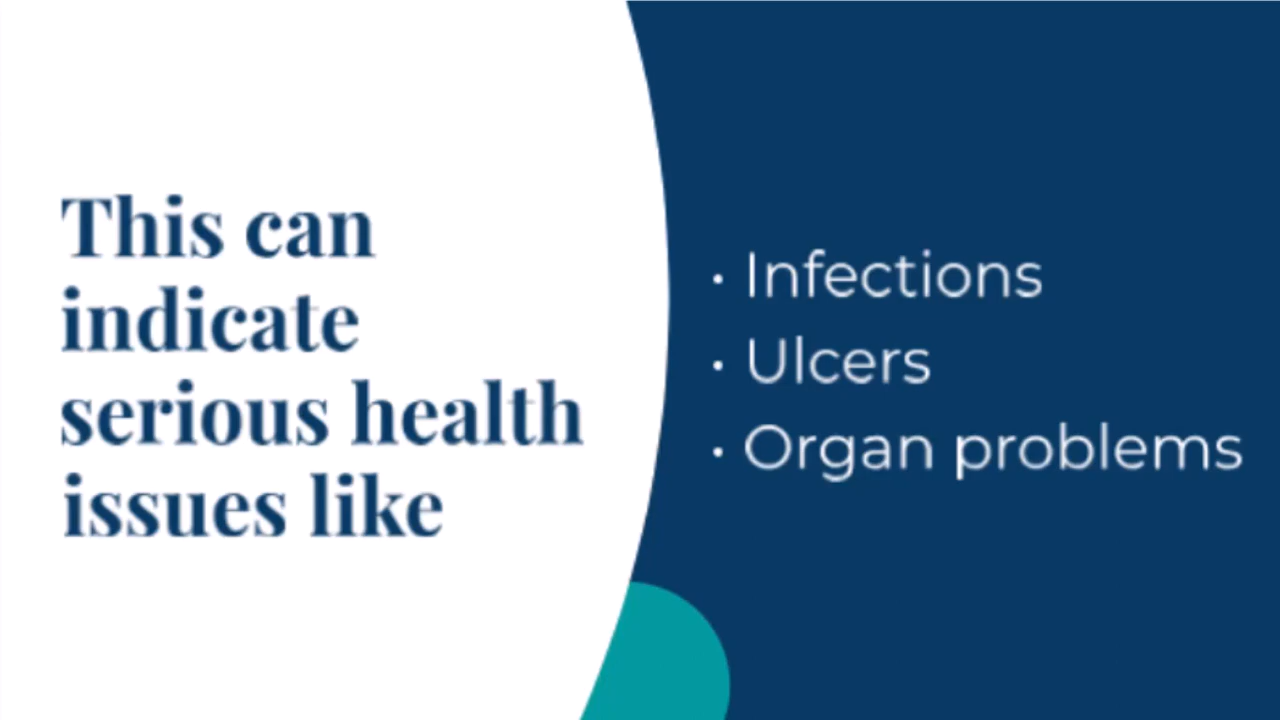 This can
indicate
serious health
issues like
• Infections
• Ulcers
• Organ problems